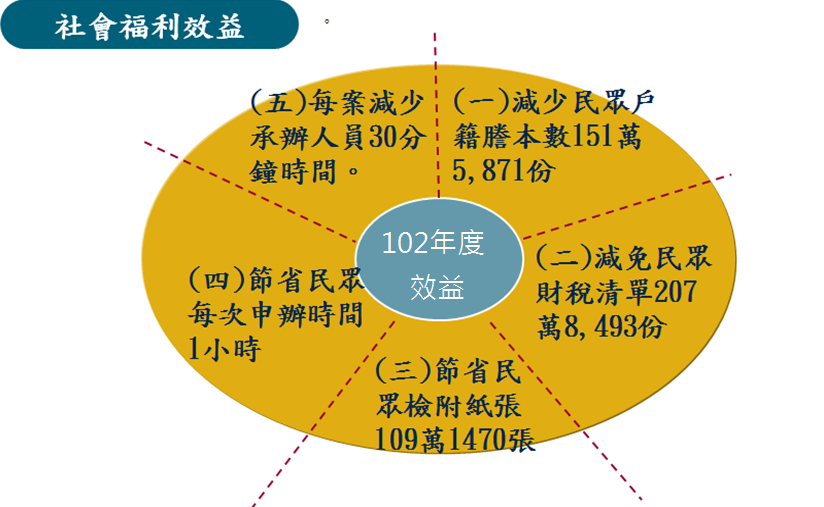 社會福利效益
。
(一)減少民眾戶
籍謄本數151萬
5,871份
(二)減免民眾
財稅清單207
萬8,493份
(三)節省民
眾檢附紙張
109萬1470張
(四)節省民眾
每次申辦時間
1小時
(五)每案減少
承辦人員30分
鐘時間。
102年度
效益